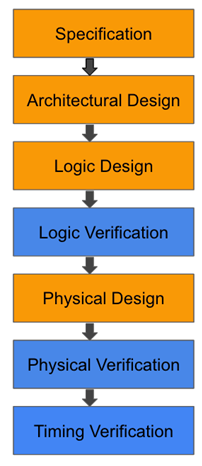 Specification
Architectural Design
Logic Design
Logic Verification
Physical Design
Physical Verification
Timing Verification